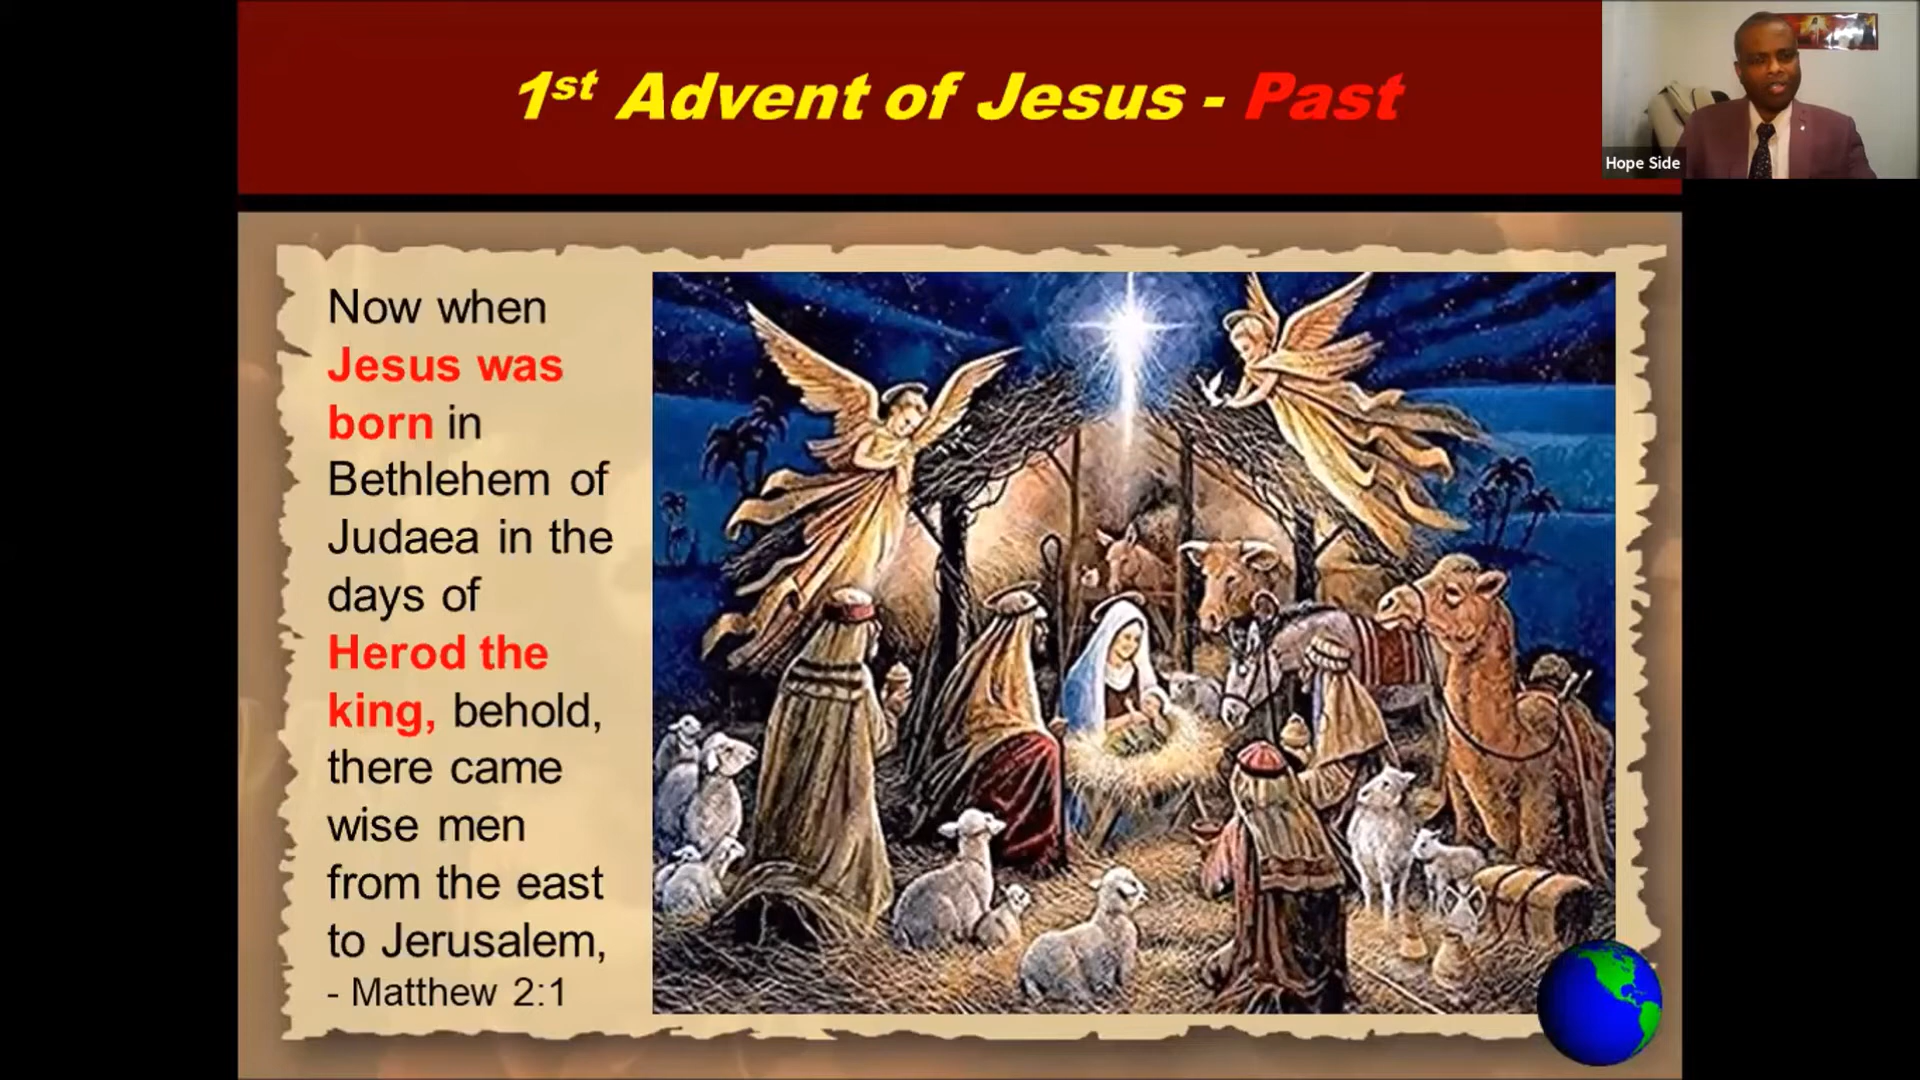 1st Advent of Jesus - Past
Hope Side
Now when
Jesus was
born in
Bethlehem of
Judaea in the
days of
Herod the
king, behold,
there came
wise men
from the east
to Jerusalem,
- Matthew 2:1